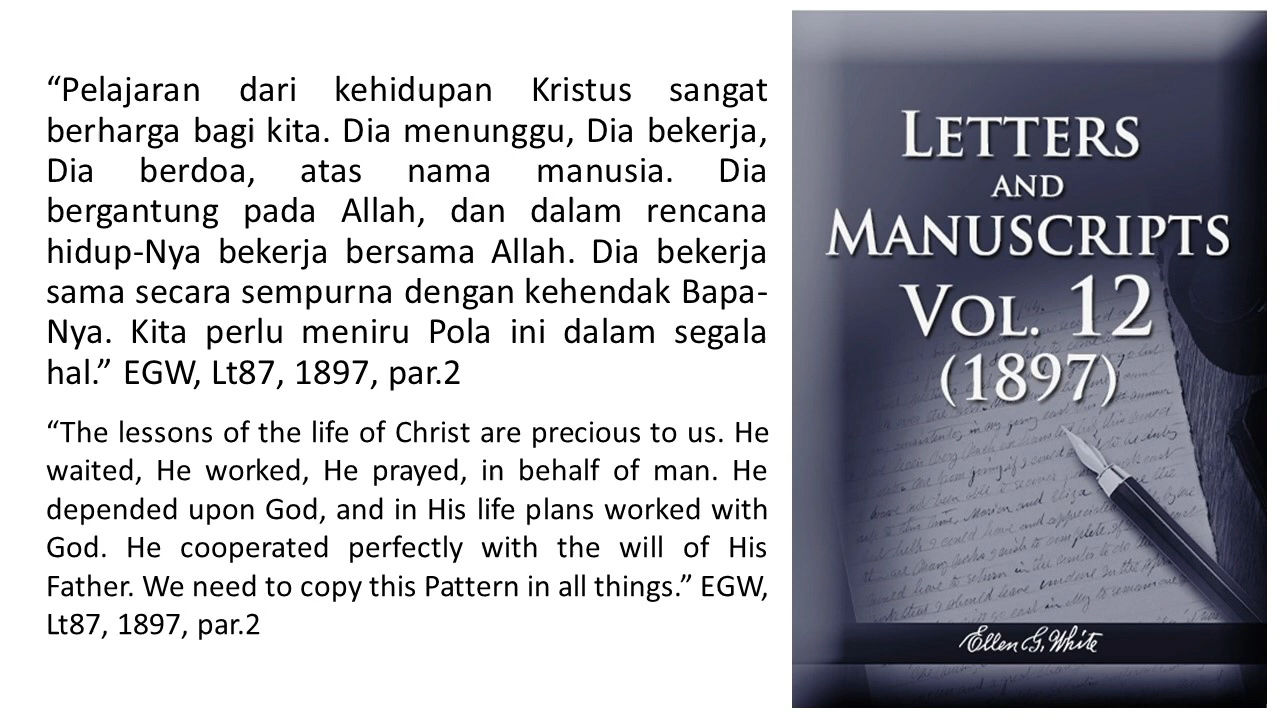 “Pelajaran dari kehidupan Kristus sangat
berharga bagi kita. Dia menunggu, Dia bekerja,
Dia berdoa, atas nama manusia. Dia
bergantung pada Allah, dan dalam rencana
hidup-Nya bekerja bersama Allah. Dia bekerja
sama secara sempurna dengan kehendak Bapa-
Nya. Kita perlu meniru Pola ini dalam segala
hal.” EGW, Lt87, 1897, par.2
“The lessons of the life of Christ are precious to us. He
waited, He worked, He prayed, in behalf of man. He
depended upon God, and in His life plans worked with
God. He cooperated perfectly with the will of His
Father. We need to copy this Pattern in all things.” EGW,
Lt87, 1897, par.2
LETTERS
AND
MANUSCRIPTS
VOL. 12
(1897)
Ellen G. White